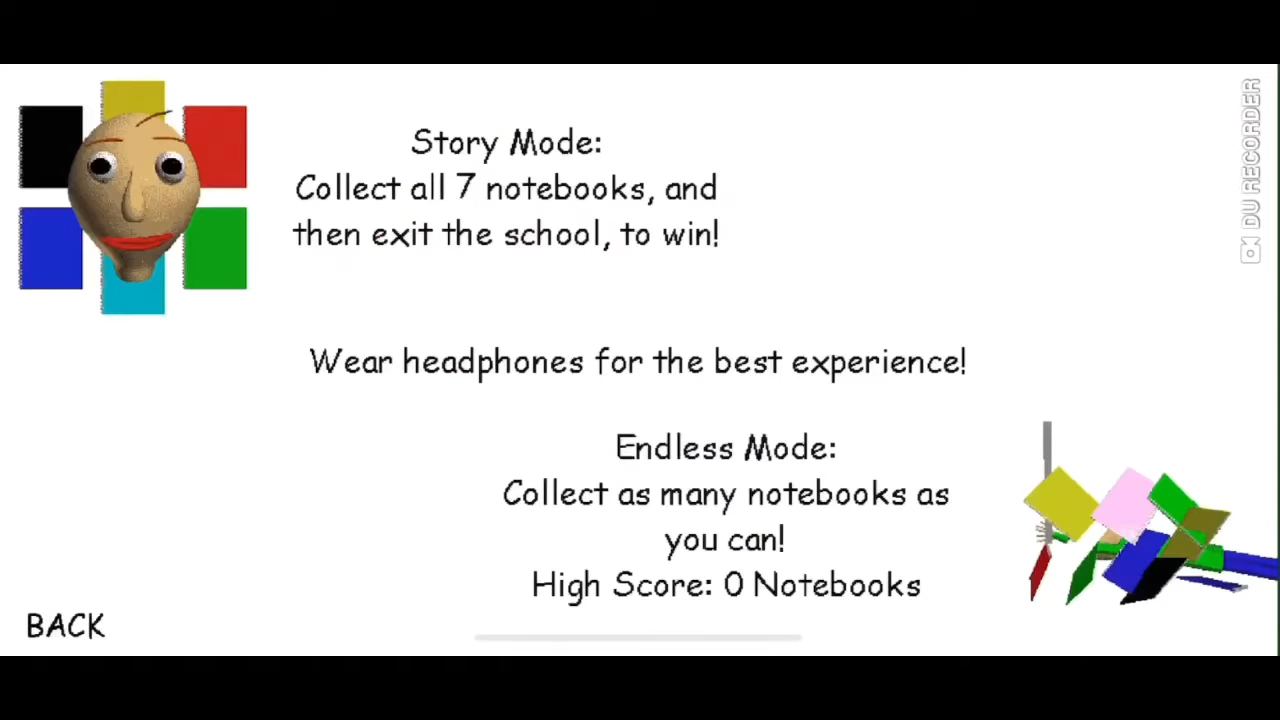 Story Mode:
Collect all 7 notebooks, and
then exit the school, to win!
Wear headphones for the best experience!
Endless Mode:
Collect as many notebooks as
you can!
High Score: 0 Notebooks
BACK
DU RECORDER